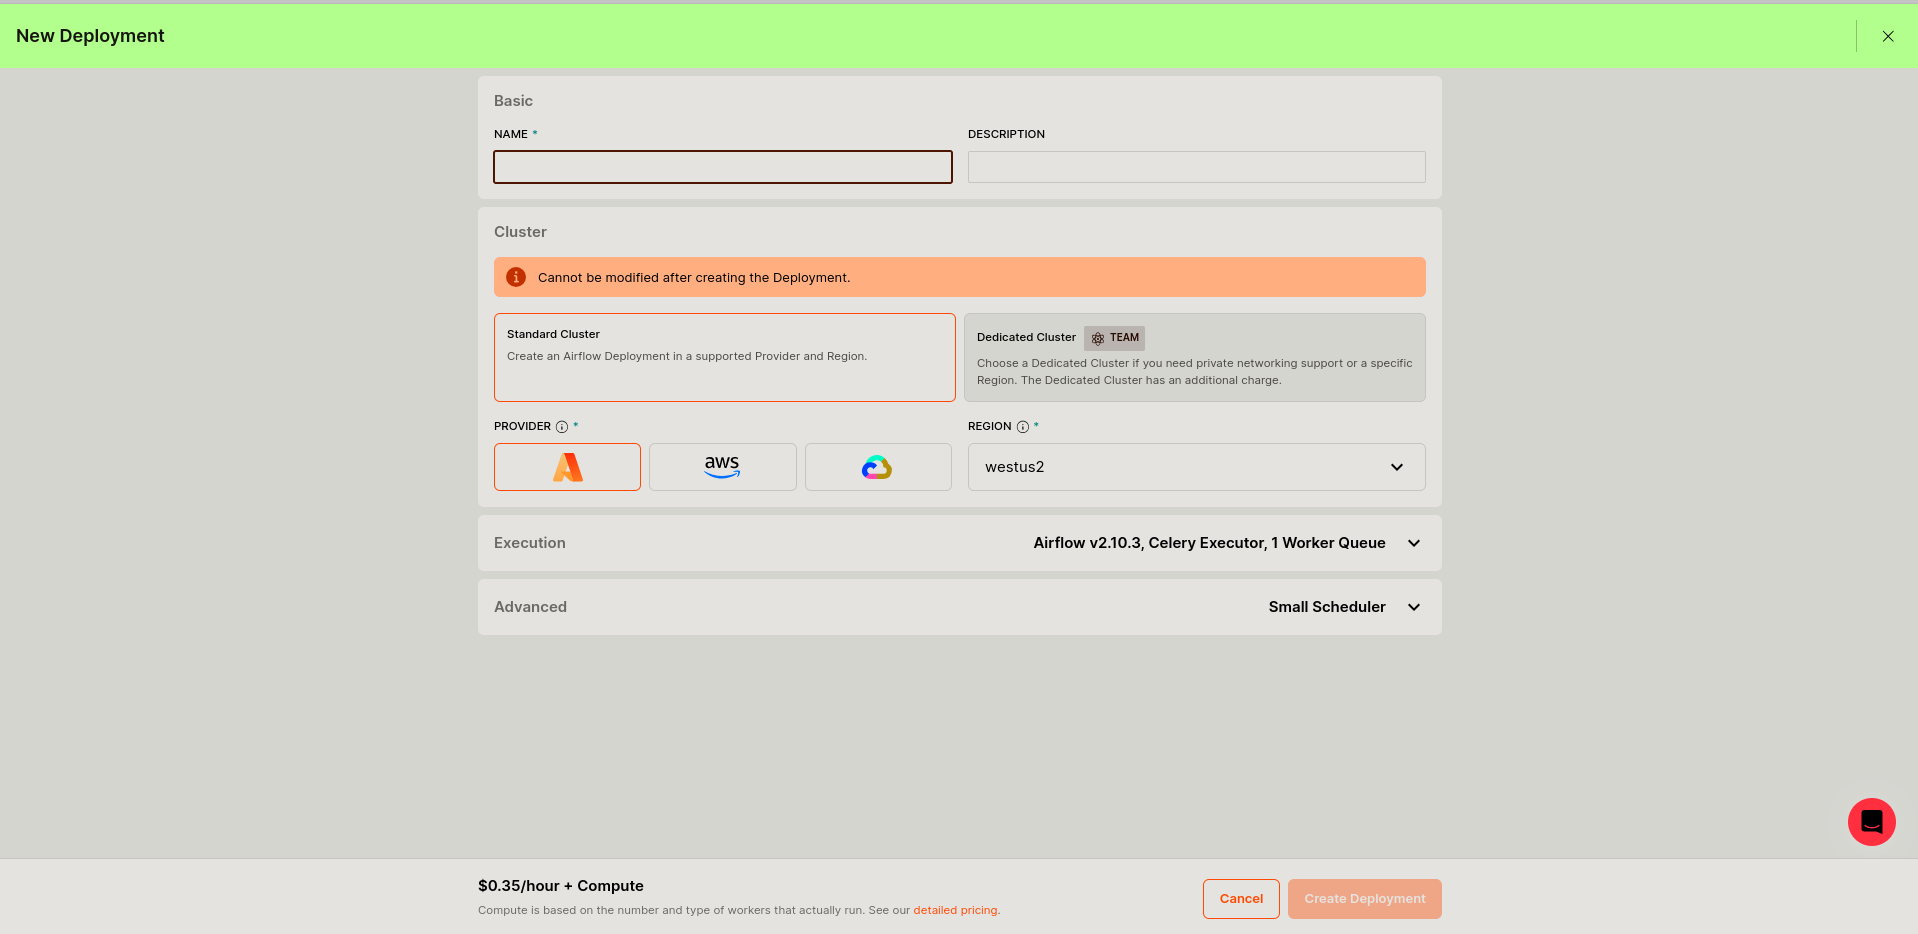 New Deployment
Basic
NAME *
DESCRIPTION
Cluster
Cannot be modified after creating the Deployment.
Standard Cluster
Create an Airflow Deployment in a supported Provider and Region.
Dedicated Cluster TEAM
Choose a Dedicated Cluster if you need private networking support or a specific
Region. The Dedicated Cluster has an additional charge.
PROVIDER *
aws
REGION *
westus2
Execution
Airflow v2.10.3, Celery Executor, 1 Worker Queue
Advanced
Small Scheduler
$0.35/hour + Compute
Compute is based on the number and type of workers that actually run. See our detailed pricing.
Cancel
Create Deployment